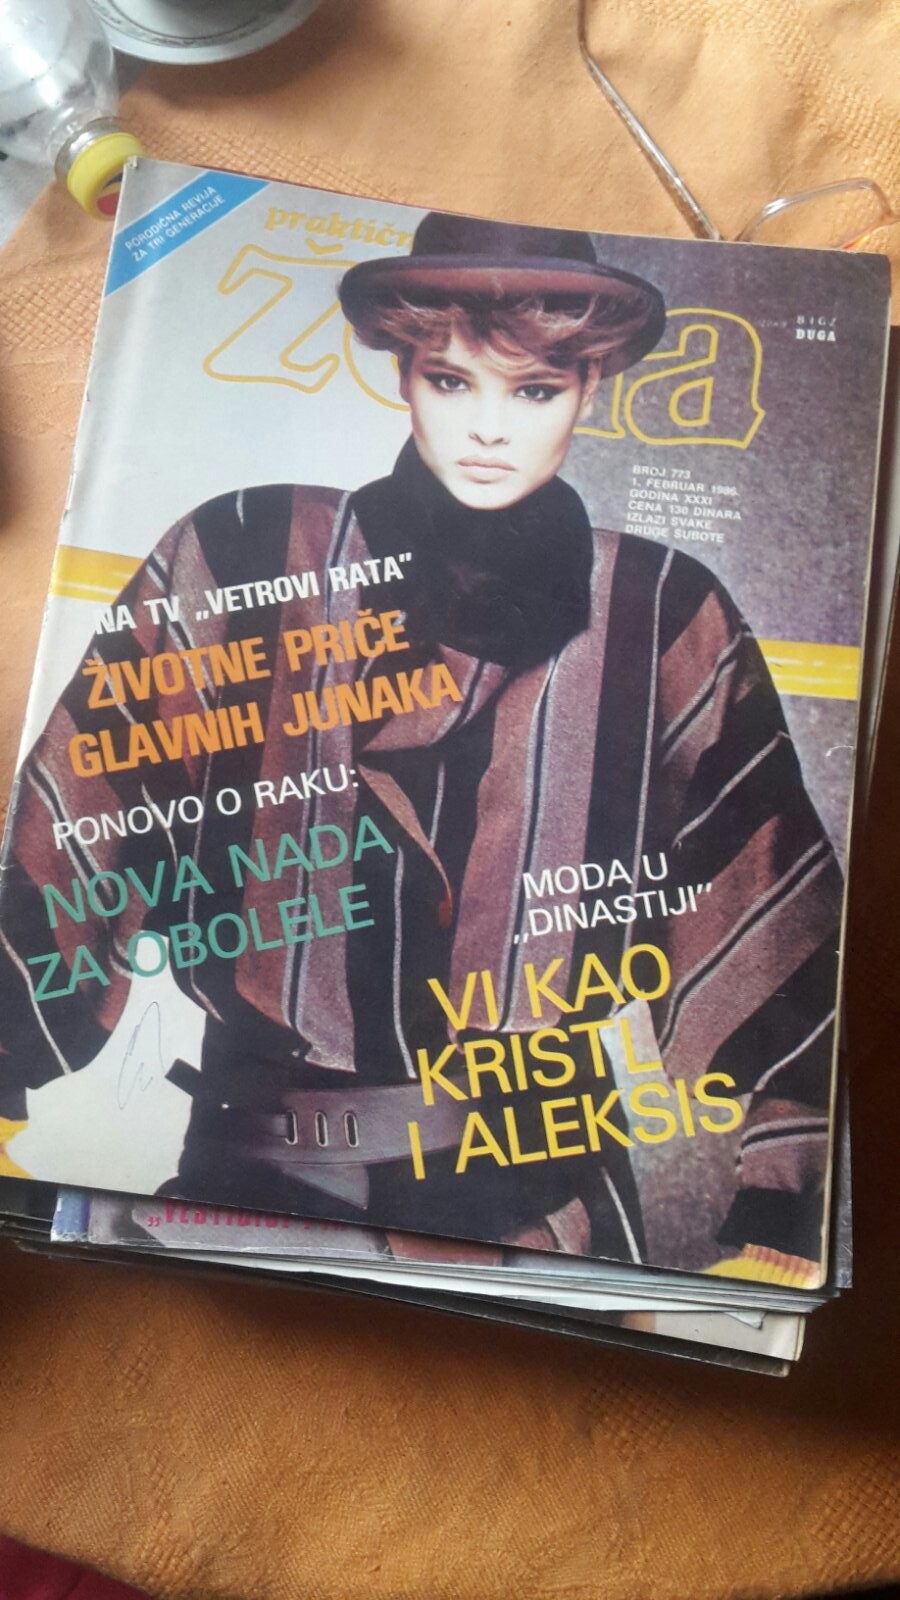 PORODIČNA REVIJA
ZA TRI GENERACIJE
praktičn
žena
BIGZ
DUGA
BROJ 773
1. FEBRUAR 1986.
GODINA XXXI
CENA 130 DINARA
IZLAZI SVAKE
DRUGE SUBOTE
NA TV „VETROVI RATA”
ŽIVOTNE PRIČE
GLAVNIH JUNAKA
PONOVO O RAKU:
NOVA NADA
ZA OBOLELE
MODA U
„DINASTIJI”
VI KAO
KRISTL
I ALEKSIS